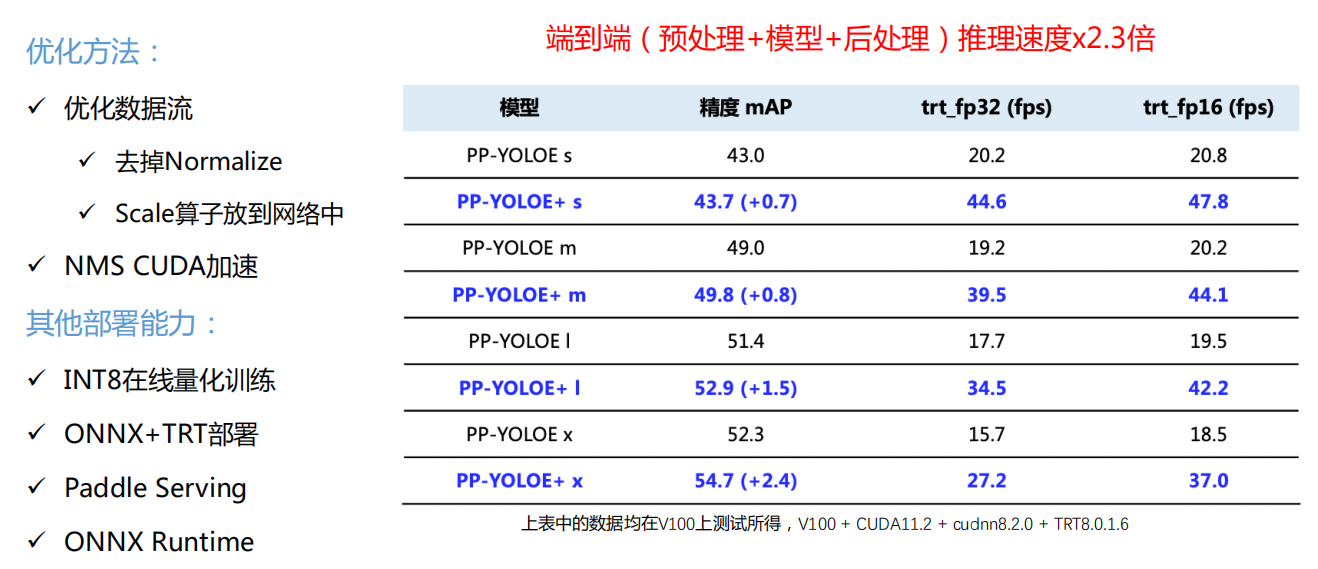 优化方法：
✓ 优化数据流
✓ 去掉Normalize
✓ Scale算子放到网络中
✓ NMS CUDA加速
其他部署能力：
✓ INT8在线量化训练
✓ ONNX+TRT部署
✓ Paddle Serving
✓ ONNX Runtime
端到端（预处理+模型+后处理）推理速度x2.3倍
模型 精度 mAP trt_fp32 (fps) trt_fp16 (fps)
PP-YOLOE s 43.0 20.2 20.8
PP-YOLOE+ s 43.7 (+0.7) 44.6 47.8
PP-YOLOE m 49.0 19.2 20.2
PP-YOLOE+ m 49.8 (+0.8) 39.5 44.1
PP-YOLOE l 51.4 17.7 19.5
PP-YOLOE+ l 52.9 (+1.5) 34.5 42.2
PP-YOLOE x 52.3 15.7 18.5
PP-YOLOE+ x 54.7 (+2.4) 27.2 37.0
上表中的数据均在V100上测试所得，V100 + CUDA11.2 + cudnn8.2.0 + TRT8.0.1.6